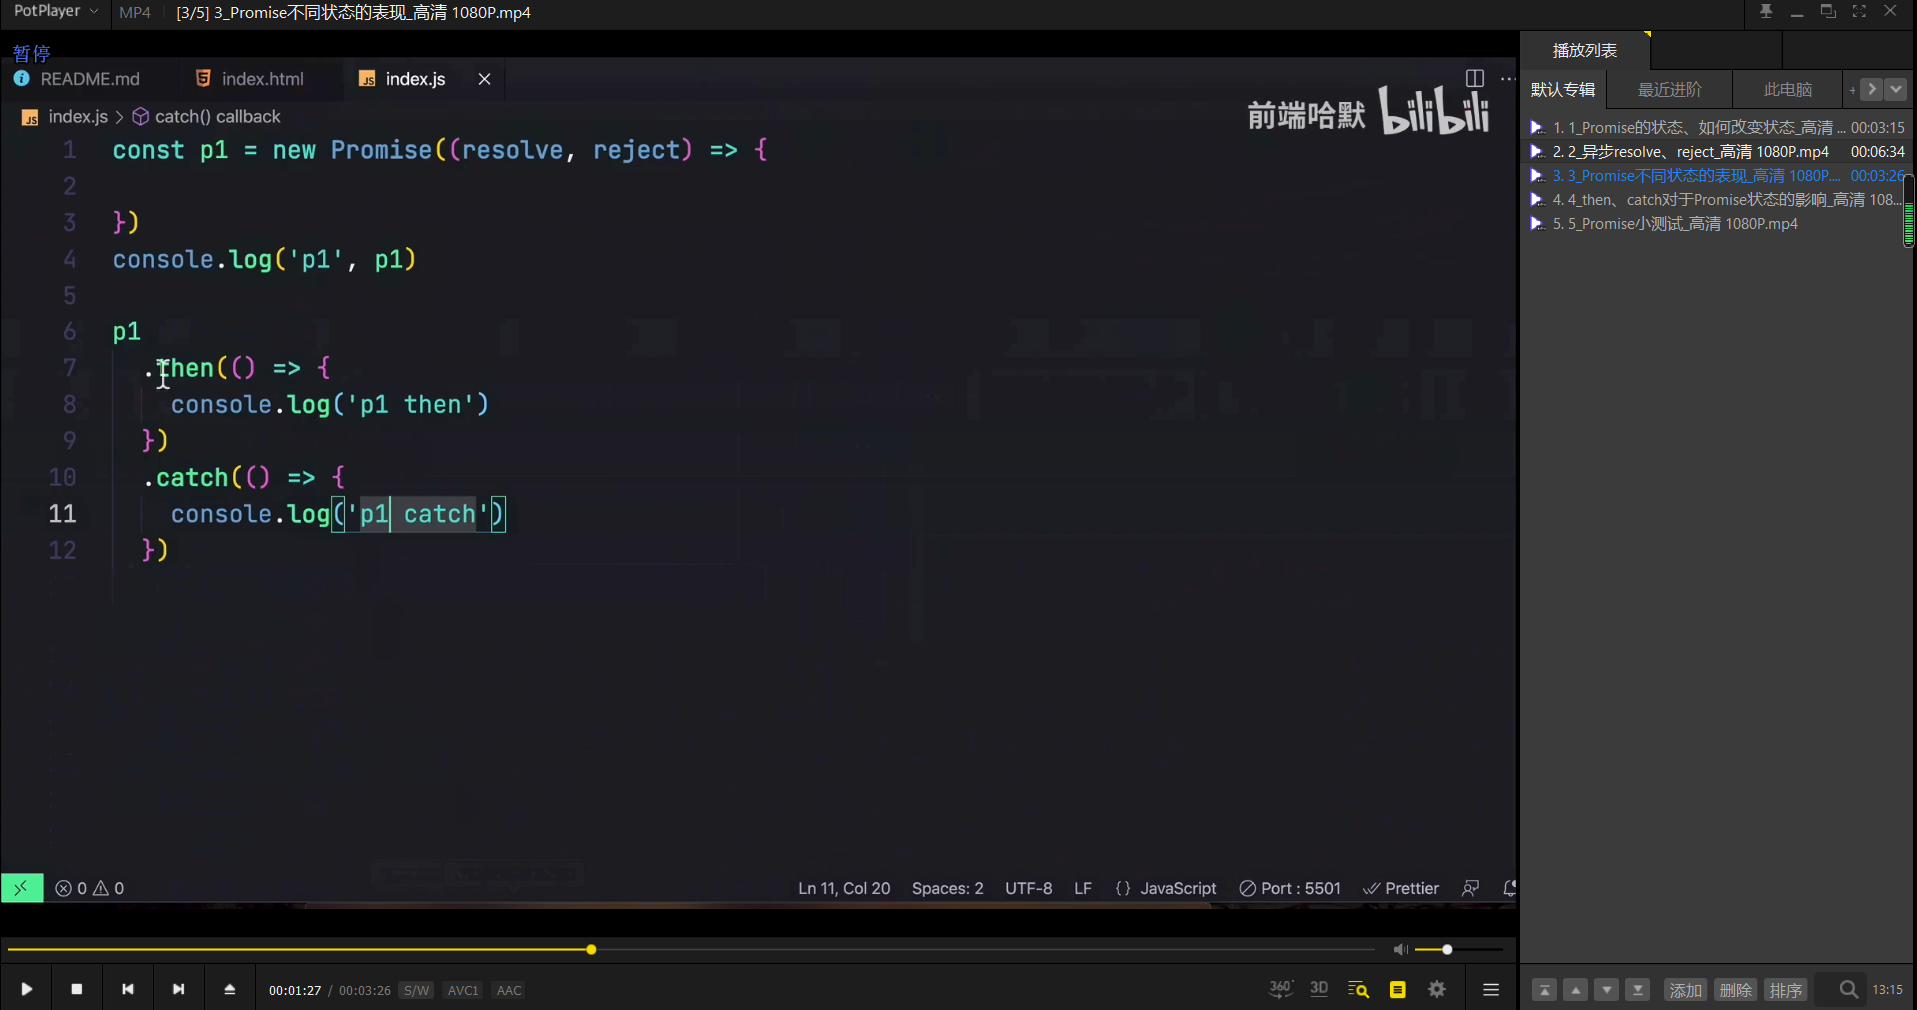 PotPlayer MP4 [3/5] 3_Promise不同状态的表现_高清 1080P.mp4
暂停
README.md index.html JS index.js
JS index.js > catch() callback
前端哈默 bilibili
1 const p1 = new Promise((resolve, reject) => {
2
3 })
4 console.log('p1', p1)
5
6 p1
7 .then(() => {
8 console.log('p1 then')
9 })
10 .catch(() => {
11 console.log('p1 catch')
12 })
0 0 Ln 11, Col 20 Spaces: 2 UTF-8 LF {} JavaScript Port : 5501 Prettier
00:01:27 / 00:03:26 S/W AVC1 AAC 360° 3D
播放列表
默认专辑 最近进阶 此电脑 +
1. 1_Promise的状态、如何改变状态_高清 ... 00:03:15
2. 2_异步resolve、reject_高清 1080P.mp4 00:06:34
3. 3_Promise不同状态的表现_高清 1080P.... 00:03:26
4. 4_then、catch对于Promise状态的影响_高清 108...
5. 5_Promise小测试_高清 1080P.mp4
添加 删除 排序 13:15